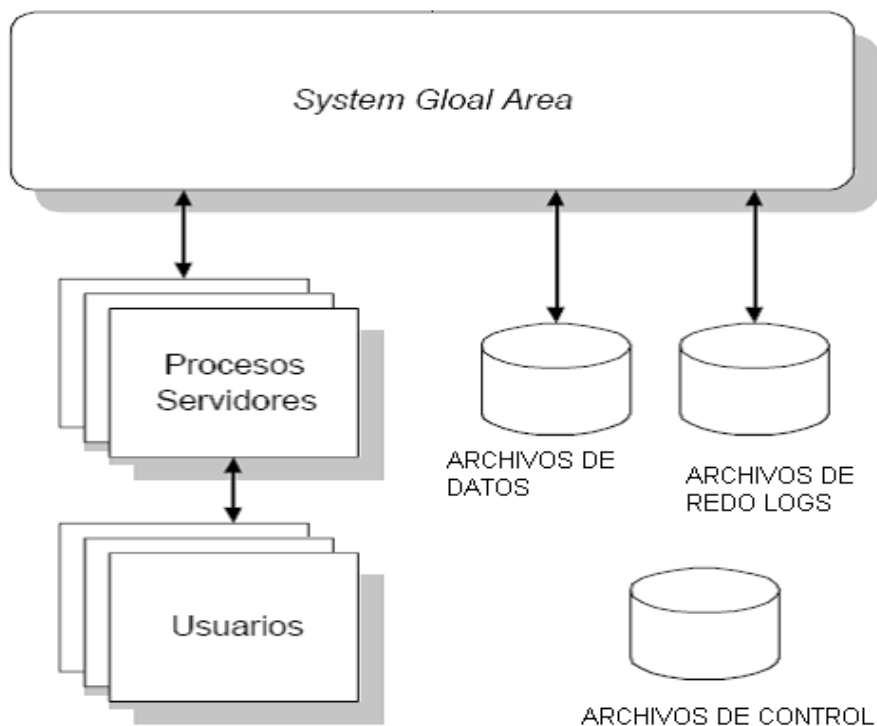 System Gloal Area
Procesos
Servidores
ARCHIVOS DE
DATOS
ARCHIVOS DE
REDO LOGS
Usuarios
ARCHIVOS DE CONTROL